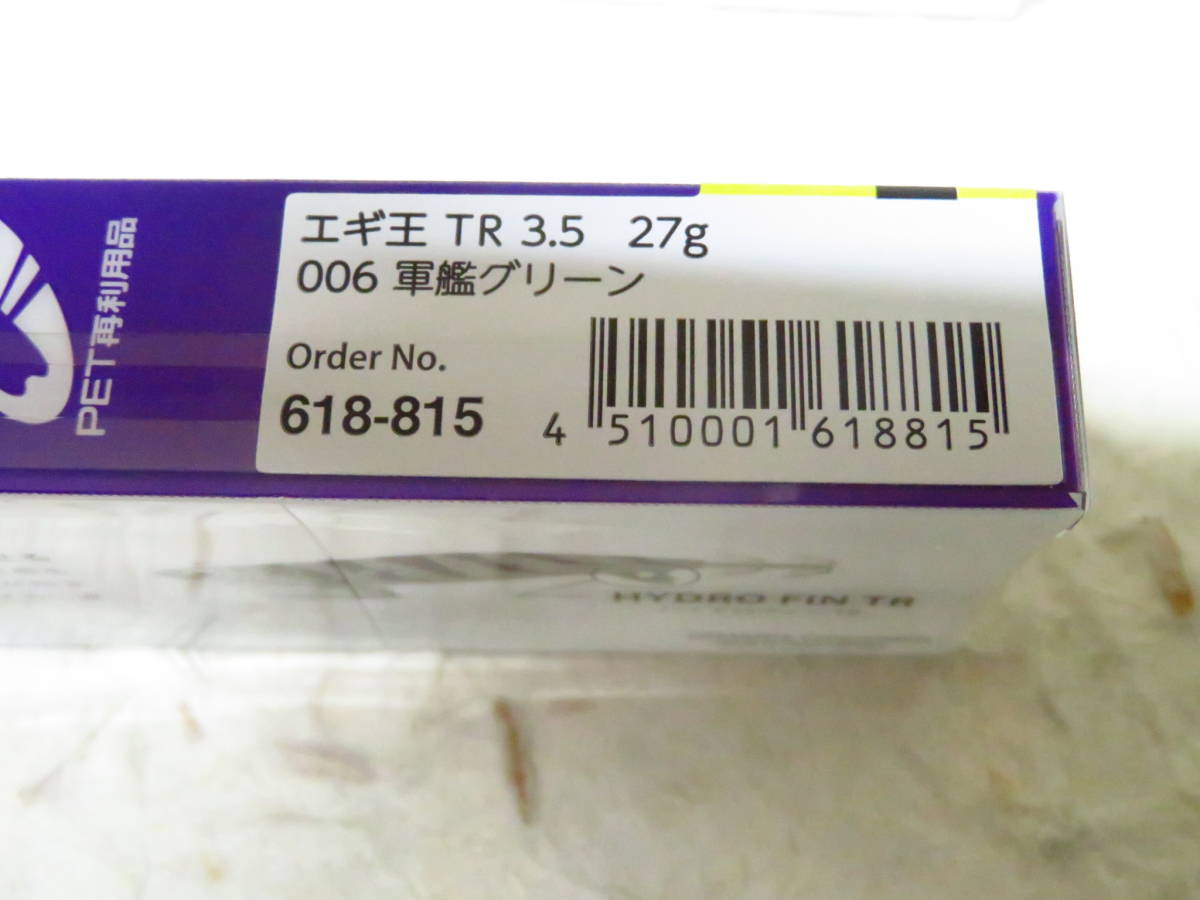 エギ王 TR 3.5 27g
006 軍艦グリーン
Order No.
618-815
4 510001 618815
PET再利用品
HYDRO FIN TR